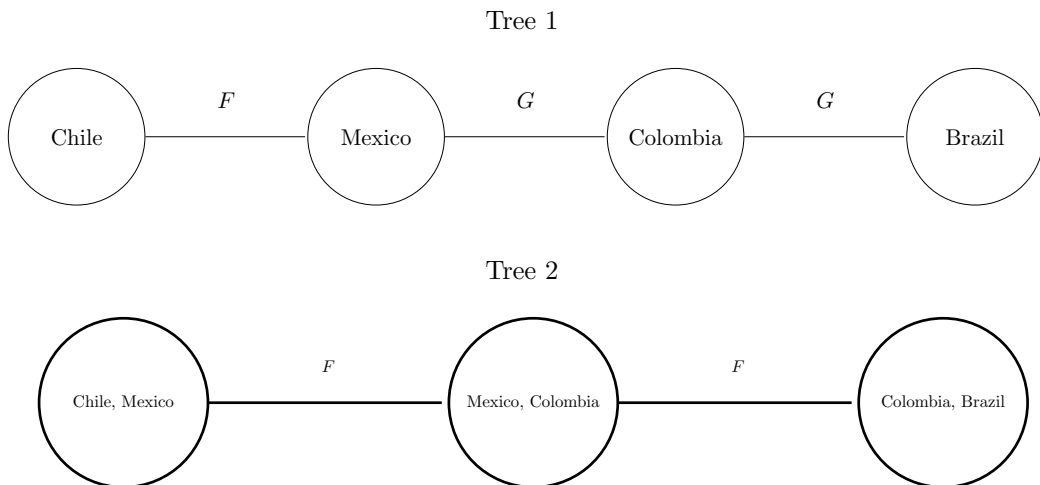 Tree 1
F G G
Chile Mexico Colombia Brazil
Tree 2
F F
Chile, Mexico Mexico, Colombia Colombia, Brazil